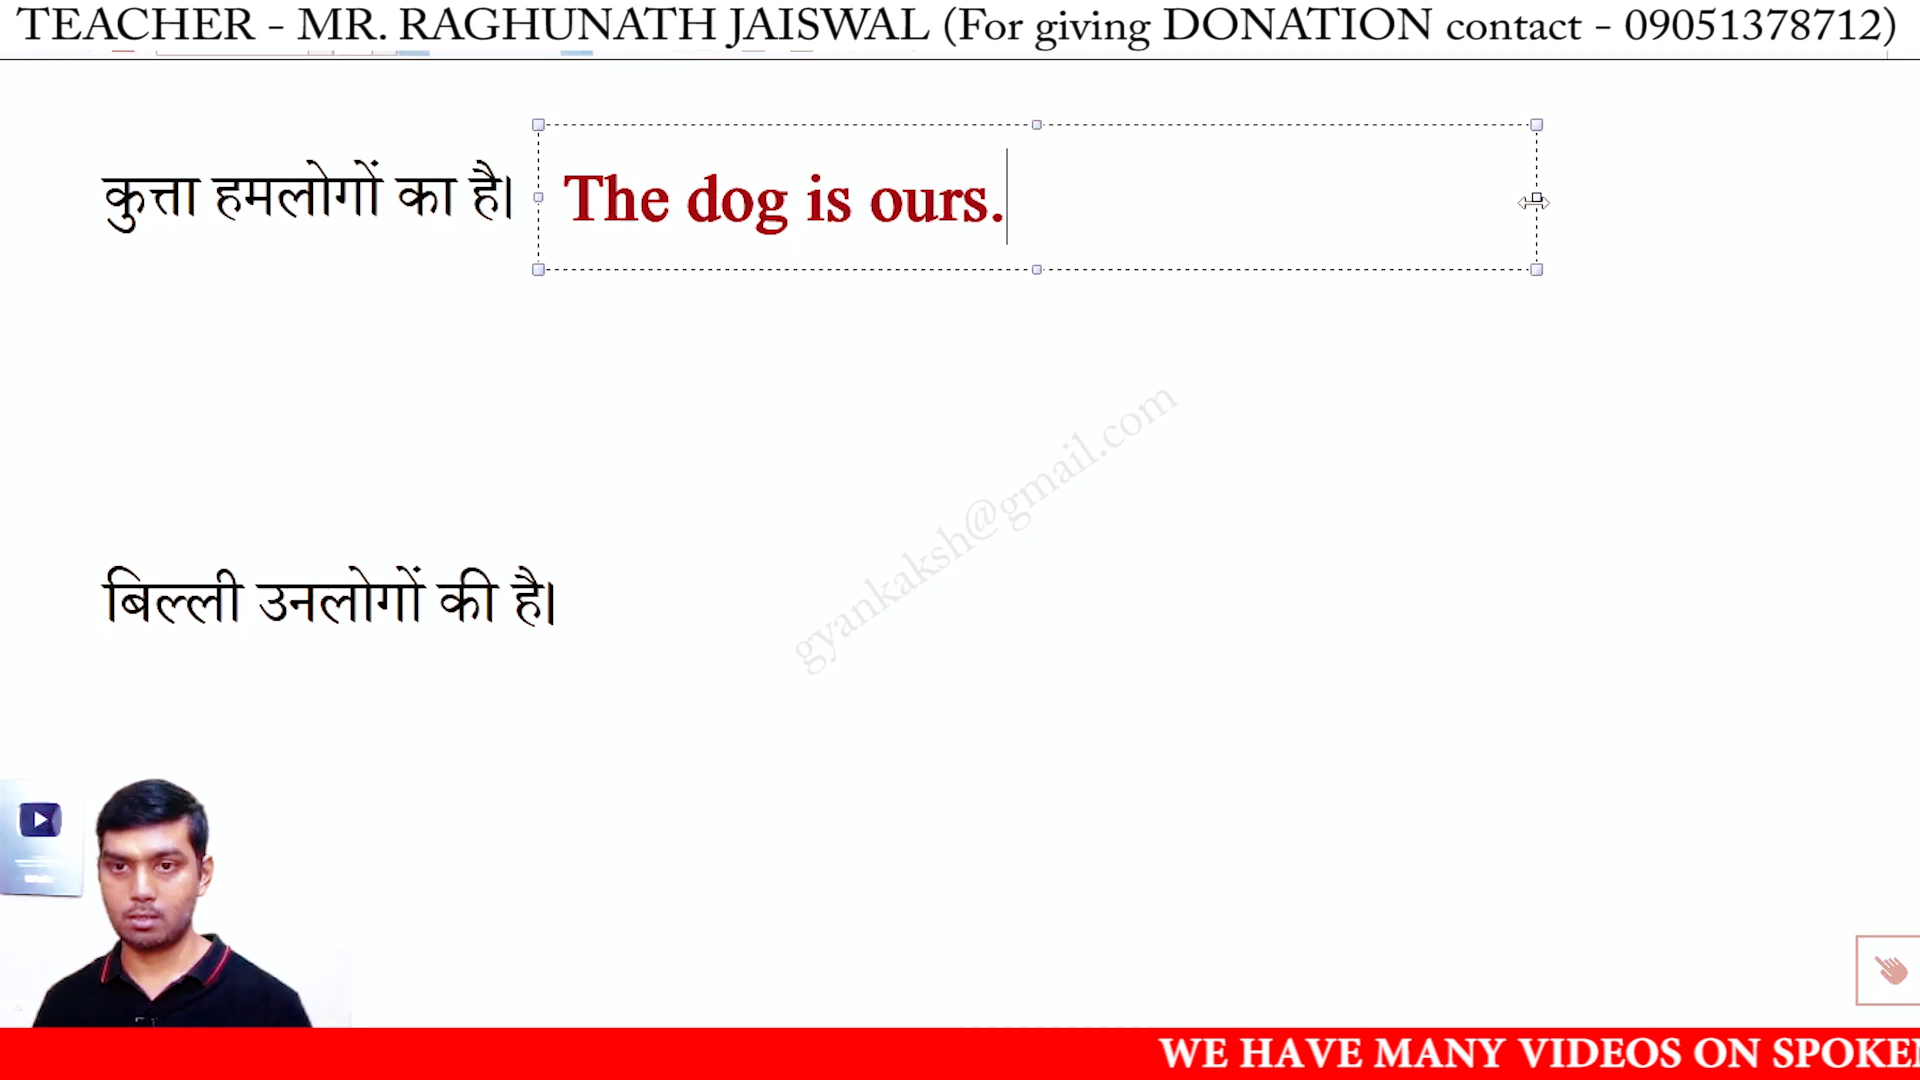 TEACHER - MR. RAGHUNATH JAISWAL (For giving DONATION contact - 09051378712)
कुत्ता हमलोगों का है। The dog is ours.
gyankaksh@gmail.com
बिल्ली उनलोगों की है।
WE HAVE MANY VIDEOS ON SPOKEN